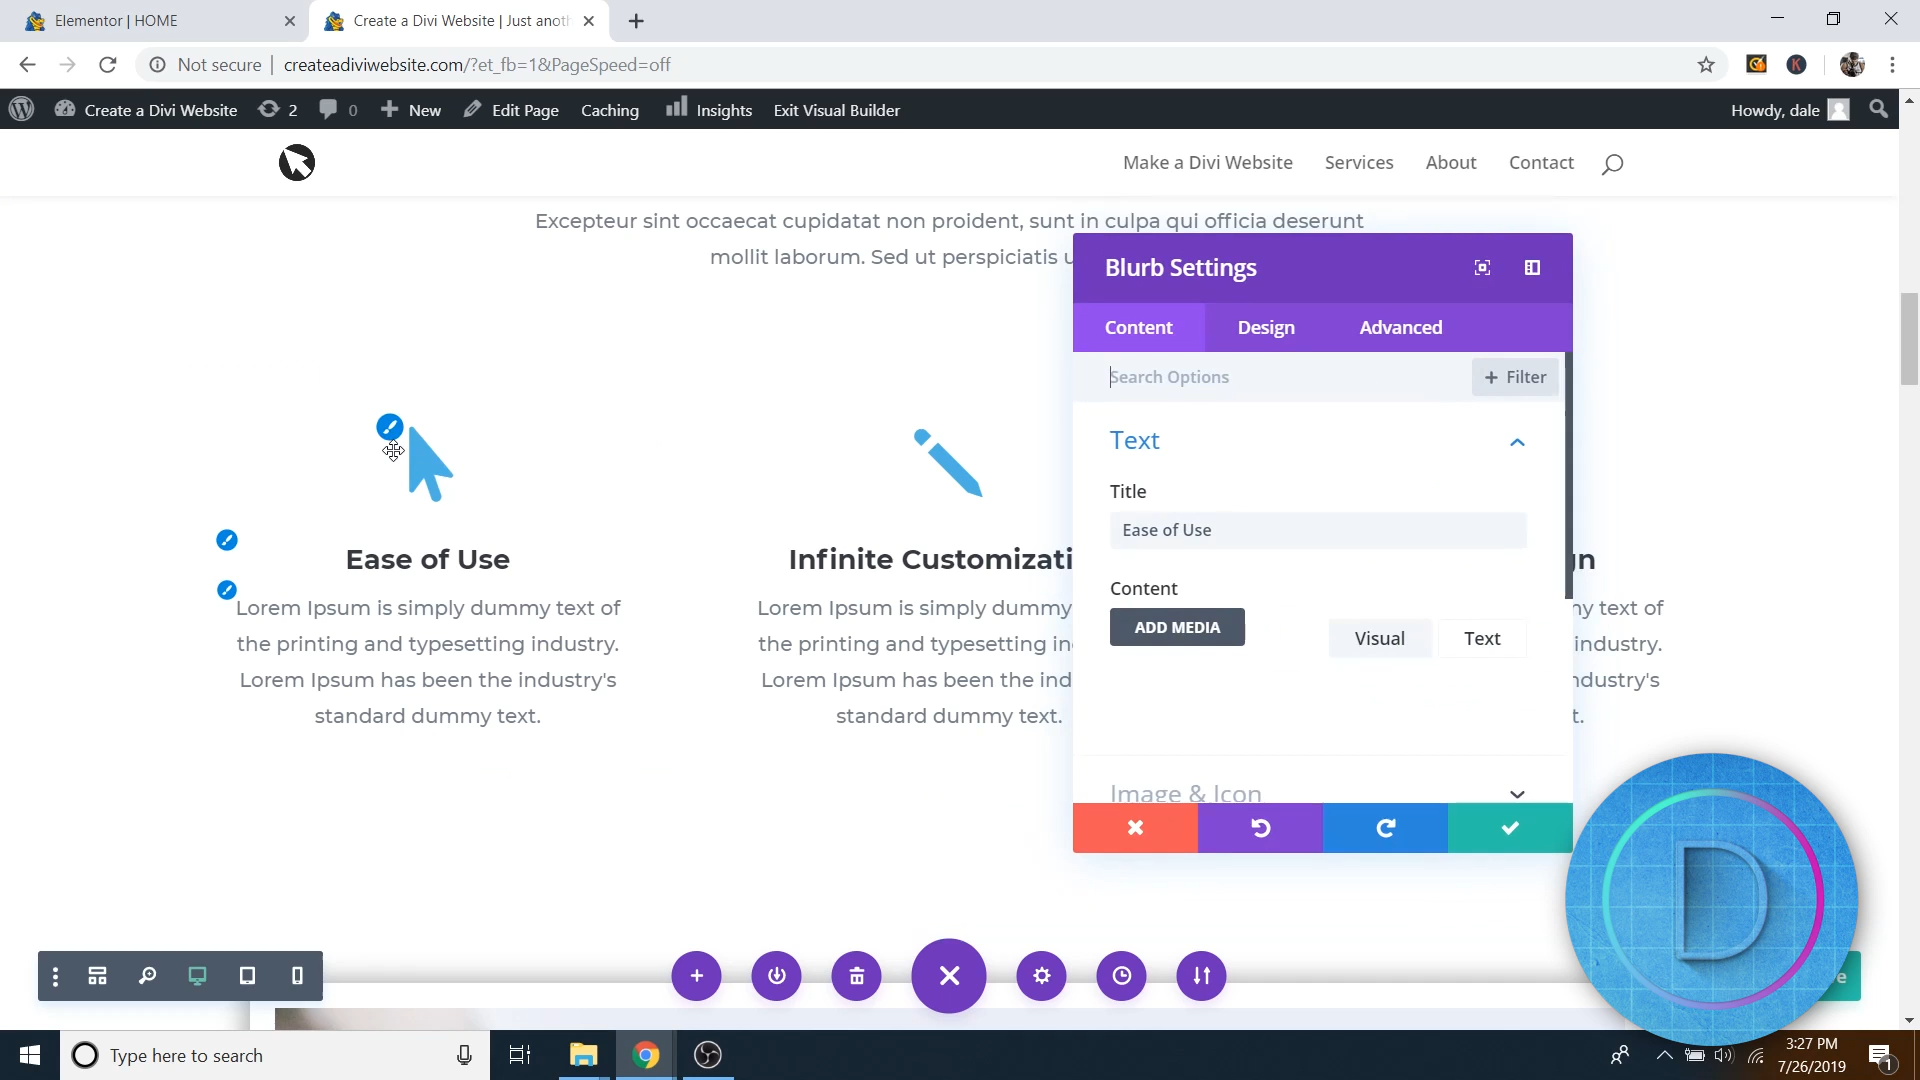 Elementor | HOME
Create a Divi Website | Just anoth
Not secure
createadiviwebsite.com/?et_fb=1&PageSpeed=off
K
Create a Divi Website
2
0
New
Edit Page
Caching
Insights
Exit Visual Builder
Howdy, dale
Make a Divi Website
Services
About
Contact
Excepteur sint occaecat cupidatat non proident, sunt in culpa qui officia deserunt
mollit laborum. Sed ut perspiciatis u
Blurb Settings
Content
Design
Advanced
Search Options
+ Filter
Text
Title
Ease of Use
Content
ADD MEDIA
Visual
Text
Image & Icon
Ease of Use
Lorem Ipsum is simply dummy text of
the printing and typesetting industry.
Lorem Ipsum has been the industry's
standard dummy text.
Infinite Customizati
Lorem Ipsum is simply dummy
the printing and typesetting in
Lorem Ipsum has been the ind
standard dummy text.
gn
ny text of
industry.
ndustry's
t.
D
e
Type here to search
3:27 PM
7/26/2019
1